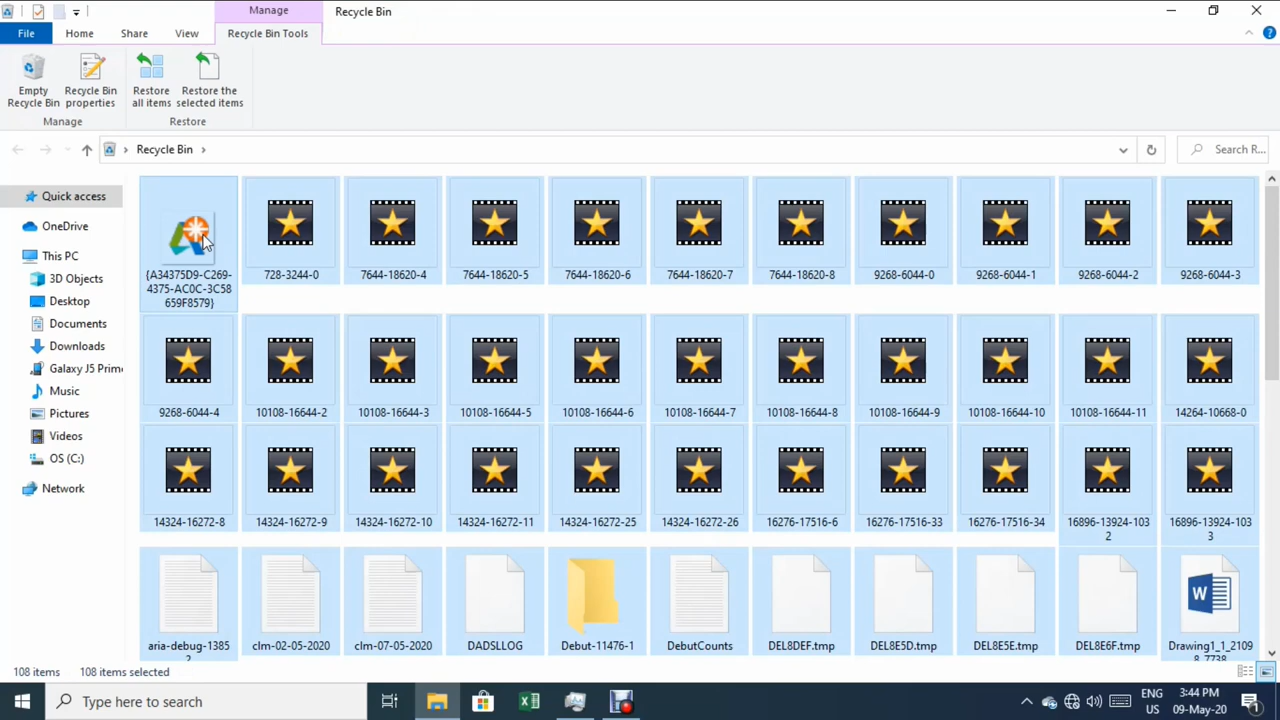 Manage
Recycle Bin
File
Home
Share
View
Recycle Bin Tools
Empty
Recycle Bin
Recycle Bin
properties
Restore
all items
Restore the
selected items
Manage
Restore
Recycle Bin
Search R...
Quick access
OneDrive
This PC
3D Objects
Desktop
Documents
Downloads
Galaxy J5 Prime
Music
Pictures
Videos
OS (C:)
Network
{A34375D9-C269-
4375-AC0C-3C58
659F8579}
728-3244-0
7644-18620-4
7644-18620-5
7644-18620-6
7644-18620-7
7644-18620-8
9268-6044-0
9268-6044-1
9268-6044-2
9268-6044-3
9268-6044-4
10108-16644-2
10108-16644-3
10108-16644-5
10108-16644-6
10108-16644-7
10108-16644-8
10108-16644-9
10108-16644-10
10108-16644-11
14264-10668-0
14324-16272-8
14324-16272-9
14324-16272-10
14324-16272-11
14324-16272-25
14324-16272-26
16276-17516-6
16276-17516-33
16276-17516-34
16896-13924-103
2
16896-13924-103
3
aria-debug-1385
2
clm-02-05-2020
clm-07-05-2020
DADSLLOG
Debut-11476-1
DebutCounts
DEL8DEF.tmp
DEL8E5D.tmp
DEL8E5E.tmp
DEL8E6F.tmp
Drawing1_1_2109
8_7738
108 items
108 items selected
Type here to search
ENG
US
3:44 PM
09-May-20